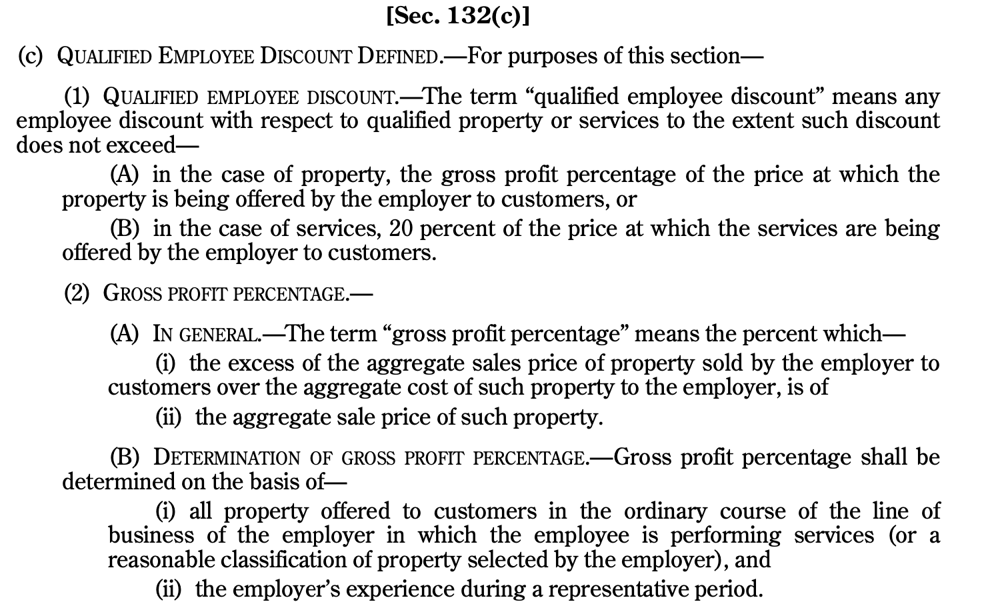 [Sec. 132(c)]
(c) QUALIFIED EMPLOYEE DISCOUNT DEFINED.—For purposes of this section—
(1) QUALIFIED EMPLOYEE DISCOUNT.—The term “qualified employee discount” means any
employee discount with respect to qualified property or services to the extent such discount
does not exceed—
(A) in the case of property, the gross profit percentage of the price at which the
property is being offered by the employer to customers, or
(B) in the case of services, 20 percent of the price at which the services are being
offered by the employer to customers.
(2) GROSS PROFIT PERCENTAGE.—
(A) IN GENERAL.—The term “gross profit percentage” means the percent which—
(i) the excess of the aggregate sales price of property sold by the employer to
customers over the aggregate cost of such property to the employer, is of
(ii) the aggregate sale price of such property.
(B) DETERMINATION OF GROSS PROFIT PERCENTAGE.—Gross profit percentage shall be
determined on the basis of—
(i) all property offered to customers in the ordinary course of the line of
business of the employer in which the employee is performing services (or a
reasonable classification of property selected by the employer), and
(ii) the employer’s experience during a representative period.